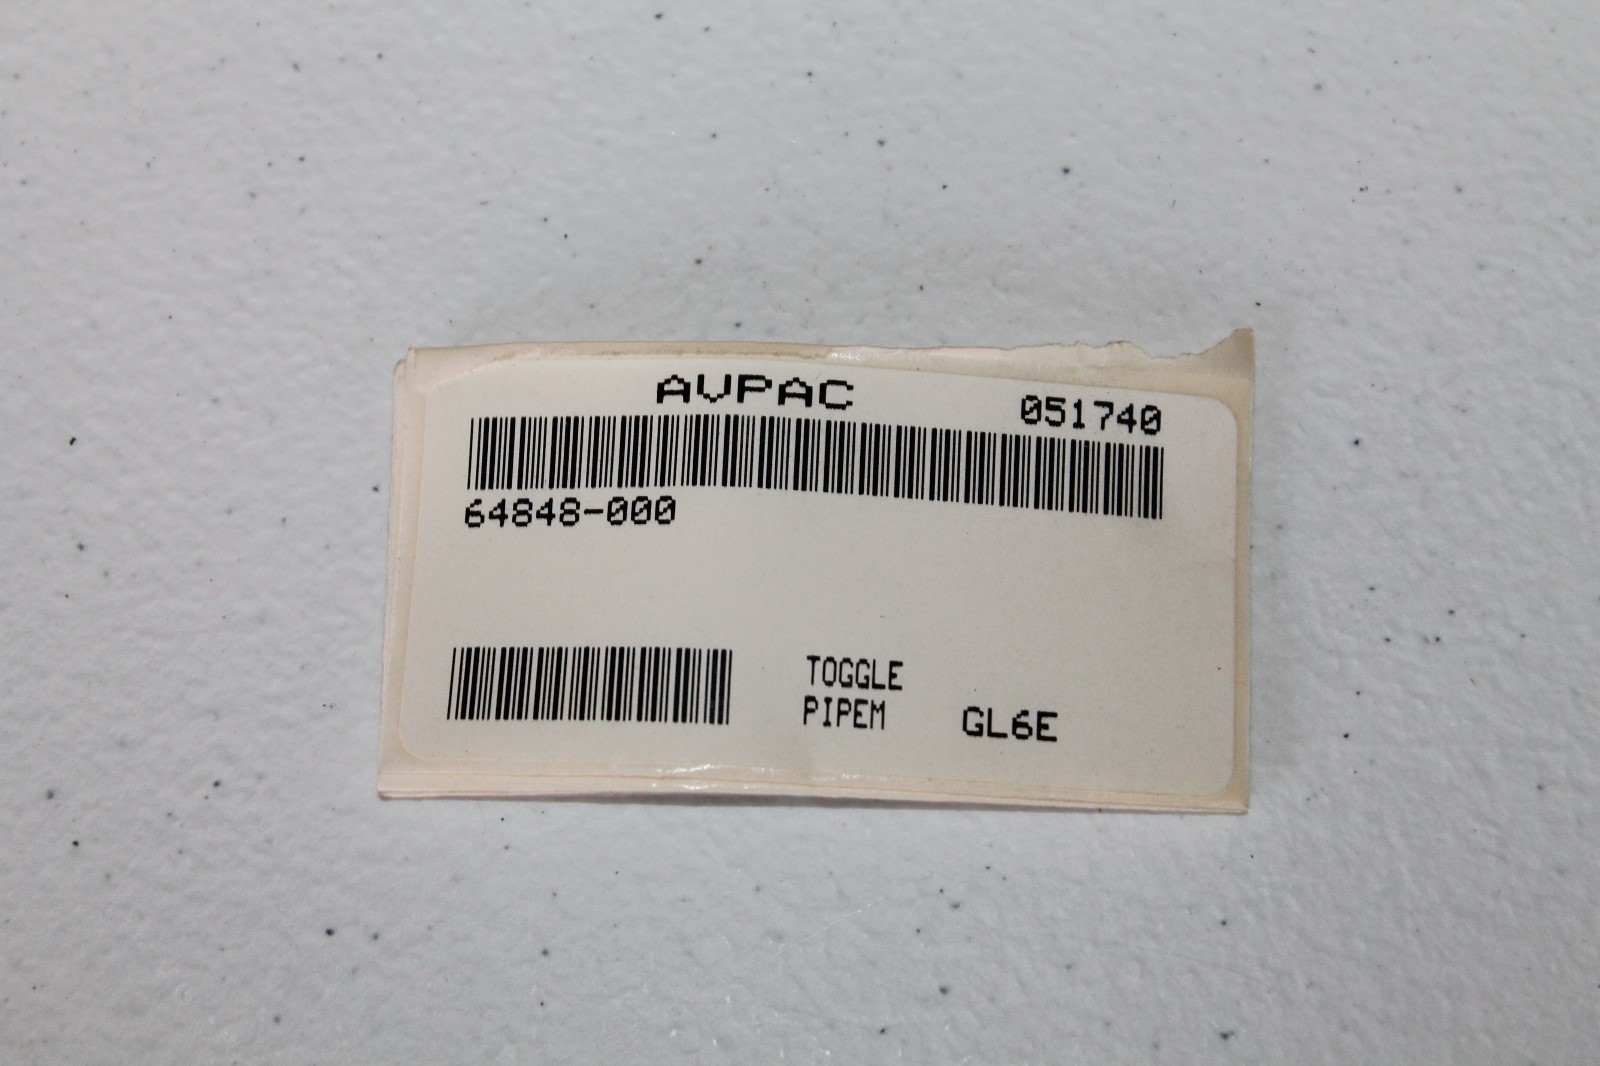 AVPAC
051740
64848-000
TOGGLE
PIPEM
GL6E